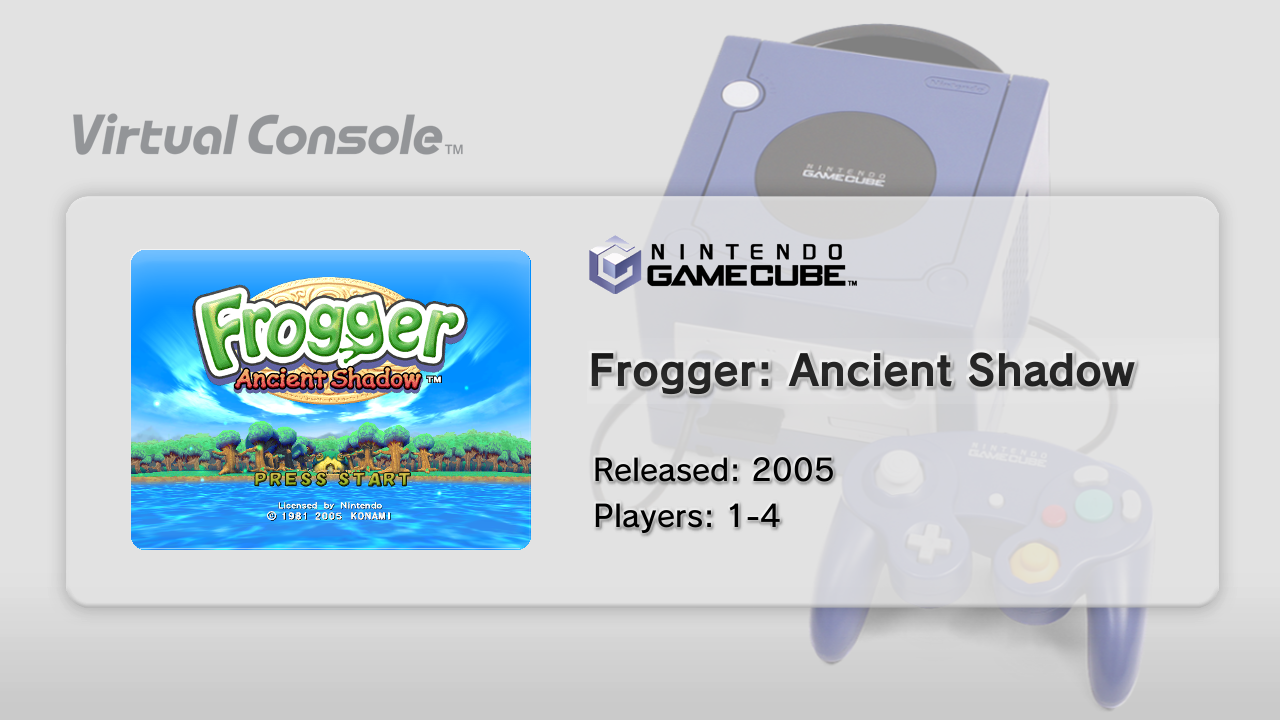 Nintendo
NINTENDO
GAMECUBE
Virtual Console™
NINTENDO
GAMECUBE™
Frogger
Ancient Shadow™
PRESS START
Licensed by Nintendo
© 1981 2005 KONAMI
Frogger: Ancient Shadow
Released: 2005
Players: 1-4
NINTENDO
GAMECUBE